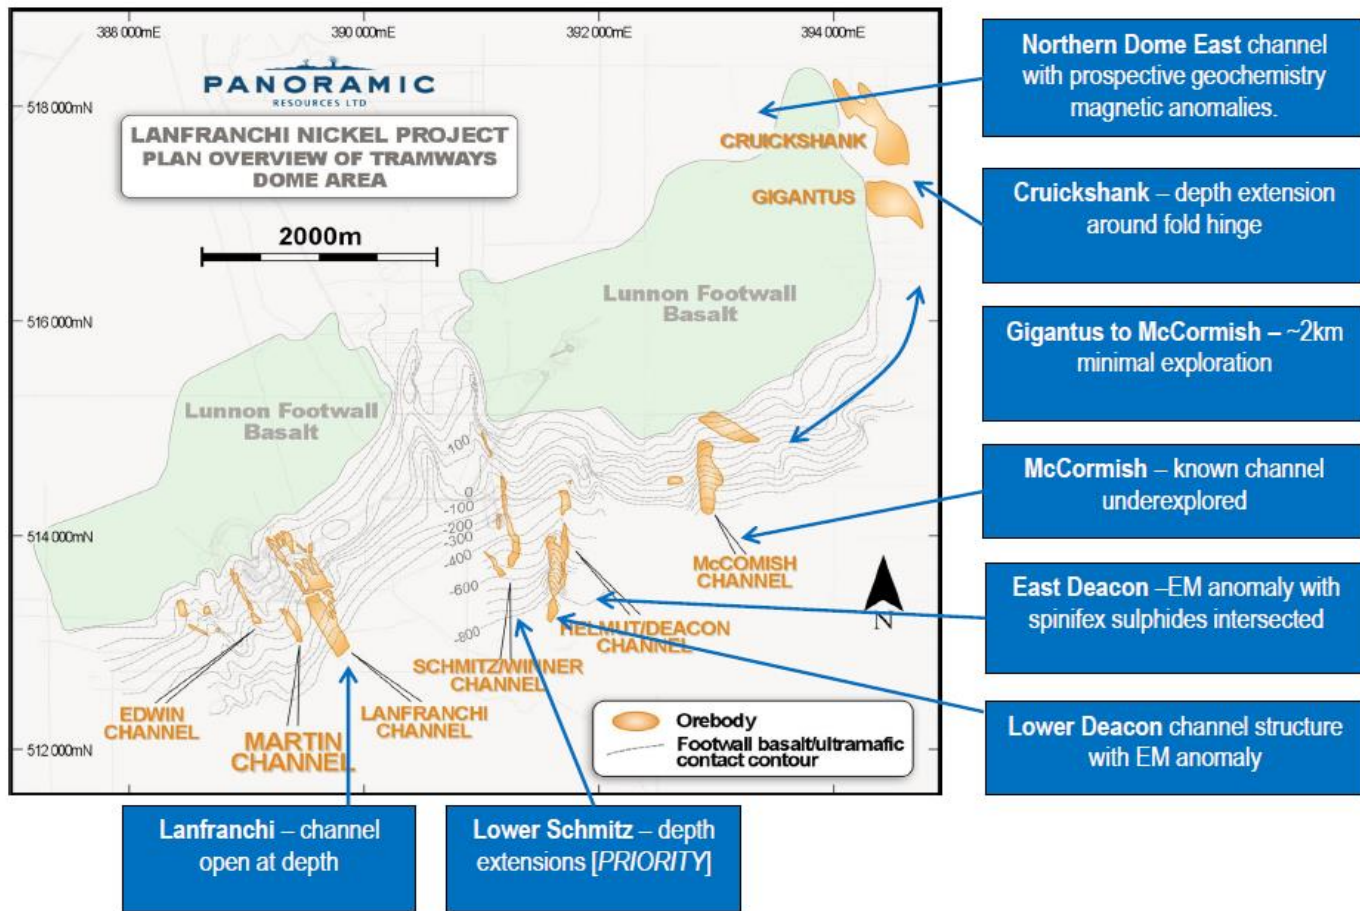 388 000mE
390 000mE
392 000mE
394 000mE
518 000mN
516 000mN
514 000mN
512 000mN
PANORAMIC
RESOURCES LTD
LANFRANCHI NICKEL PROJECT
PLAN OVERVIEW OF TRAMWAYS
DOME AREA
2000m
CRUICKSHANK
GIGANTUS
Lunnon Footwall
Basalt
Lunnon Footwall
Basalt
100
0
-100
-200
-300
-400
-600
-800
McCOMISH
CHANNEL
HELMUT/DEACON
CHANNEL
SCHMITZ/WINNER
CHANNEL
LANFRANCHI
CHANNEL
MARTIN
CHANNEL
EDWIN
CHANNEL
N
Orebody
Footwall basalt/ultramafic
contact contour
Northern Dome East channel
with prospective geochemistry
magnetic anomalies.
Cruickshank – depth extension
around fold hinge
Gigantus to McCormish – ~2km
minimal exploration
McCormish – known channel
underexplored
East Deacon –EM anomaly with
spinifex sulphides intersected
Lower Deacon channel structure
with EM anomaly
Lanfranchi – channel
open at depth
Lower Schmitz – depth
extensions [PRIORITY]